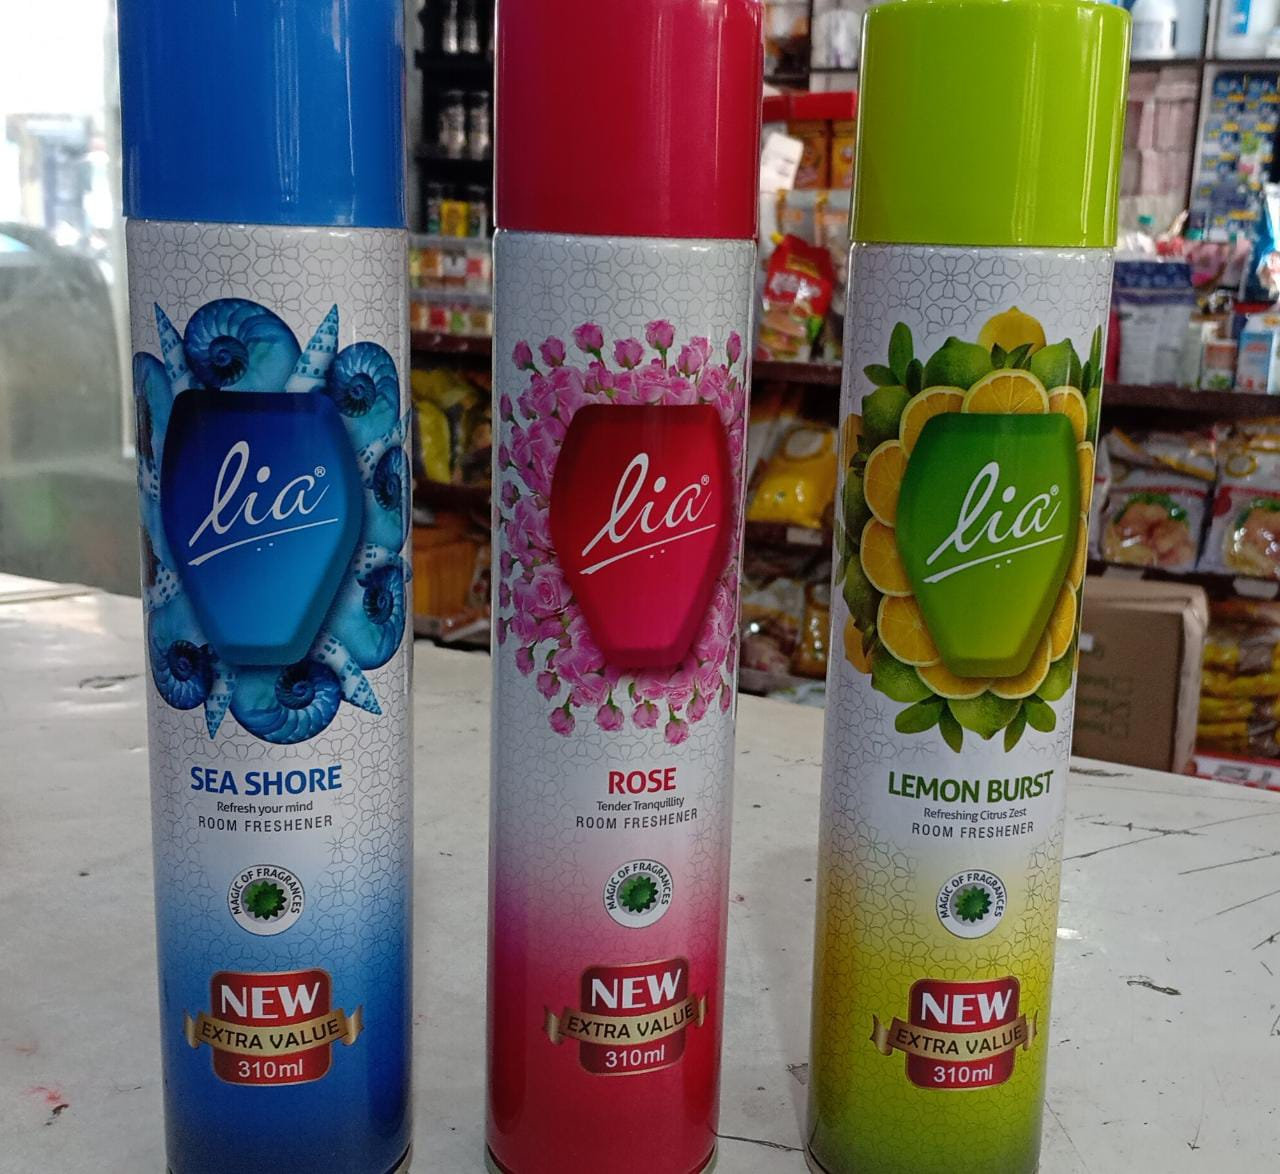 lia®
SEA SHORE
Refresh your mind
ROOM FRESHENER
MAGIC OF FRAGRANCES
NEW
EXTRA VALUE
310ml
lia®
ROSE
Tender Tranquillity
ROOM FRESHENER
MAGIC OF FRAGRANCES
NEW
EXTRA VALUE
310ml
lia®
LEMON BURST
Refreshing Citrus Zest
ROOM FRESHENER
MAGIC OF FRAGRANCES
NEW
EXTRA VALUE
310ml